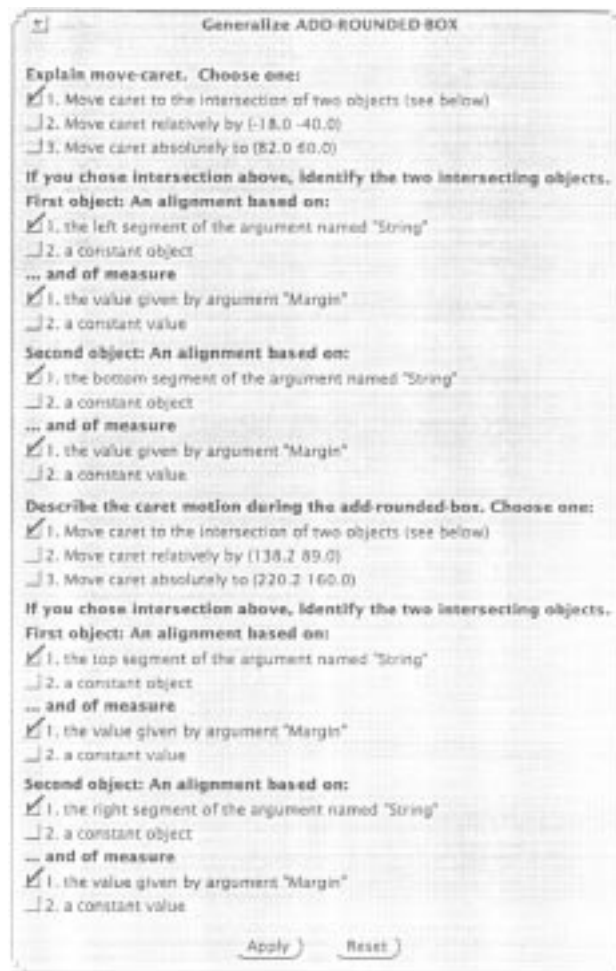 Generalize ADD-ROUNDED-BOX
Explain move-caret. Choose one:
1. Move caret to the intersection of two objects (see below)
2. Move caret relatively by (-18.0 -40.0)
3. Move caret absolutely to (82.0 60.0)
If you chose intersection above, identify the two intersecting objects.
First object: An alignment based on:
1. the left segment of the argument named "String"
2. a constant object
... and of measure
1. the value given by argument "Margin"
2. a constant value
Second object: An alignment based on:
1. the bottom segment of the argument named "String"
2. a constant object
... and of measure
1. the value given by argument "Margin"
2. a constant value
Describe the caret motion during the add-rounded-box. Choose one:
1. Move caret to the intersection of two objects (see below)
2. Move caret relatively by (138.2 89.0)
3. Move caret absolutely to (220.2 160.0)
If you chose intersection above, identify the two intersecting objects.
First object: An alignment based on:
1. the top segment of the argument named "String"
2. a constant object
... and of measure
1. the value given by argument "Margin"
2. a constant value
Second object: An alignment based on:
1. the right segment of the argument named "String"
2. a constant object
... and of measure
1. the value given by argument "Margin"
2. a constant value
Apply Reset